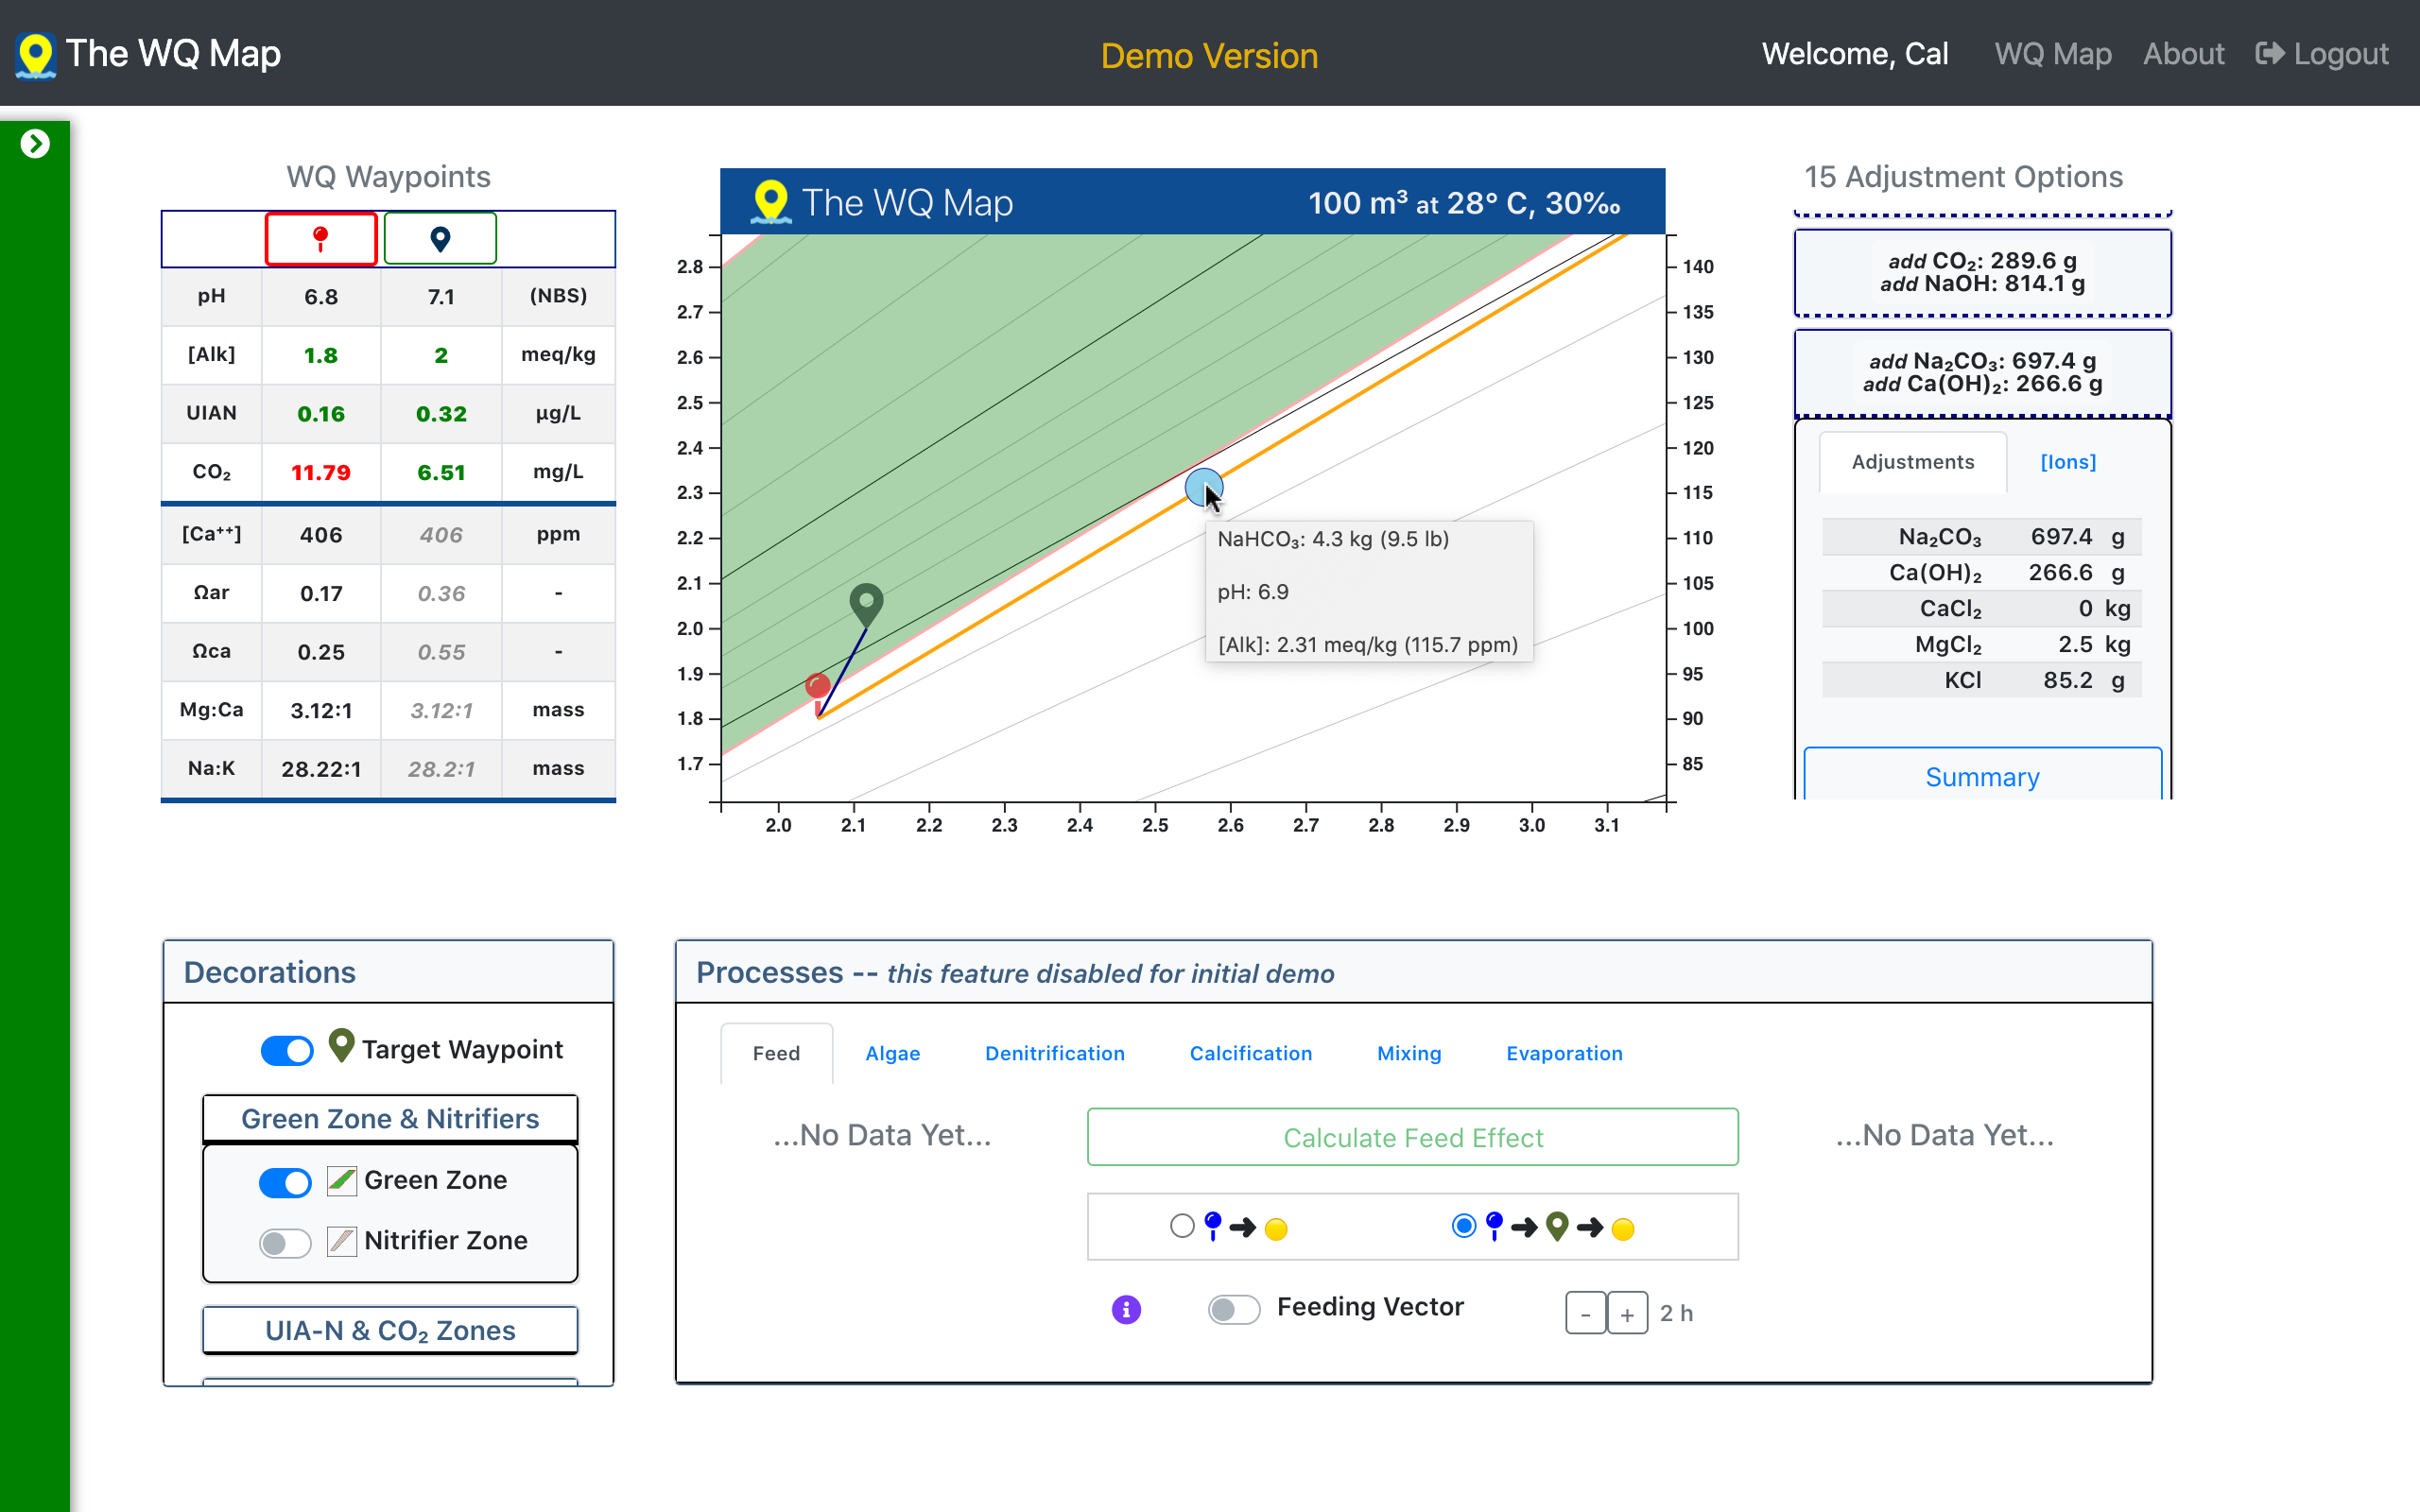 The WQ Map
Demo Version
Welcome, Cal
WQ Map
About
Logout
WQ Waypoints
pH 6.8 7.1 (NBS)
[Alk] 1.8 2 meq/kg
UIAN 0.16 0.32 µg/L
CO₂ 11.79 6.51 mg/L
[Ca⁺⁺] 406 406 ppm
Ωar 0.17 0.36 -
Ωca 0.25 0.55 -
Mg:Ca 3.12:1 3.12:1 mass
Na:K 28.22:1 28.2:1 mass
The WQ Map
100 m³ at 28° C, 30‰
2.8
2.7
2.6
2.5
2.4
2.3
2.2
2.1
2.0
1.9
1.8
1.7
140
135
130
125
120
115
110
105
100
95
90
85
2.0 2.1 2.2 2.3 2.4 2.5 2.6 2.7 2.8 2.9 3.0 3.1
NaHCO₃: 4.3 kg (9.5 lb)
pH: 6.9
[Alk]: 2.31 meq/kg (115.7 ppm)
15 Adjustment Options
add CO₂: 289.6 g
add NaOH: 814.1 g
add Na₂CO₃: 697.4 g
add Ca(OH)₂: 266.6 g
Adjustments
[Ions]
Na₂CO₃ 697.4 g
Ca(OH)₂ 266.6 g
CaCl₂ 0 kg
MgCl₂ 2.5 kg
KCl 85.2 g
Summary
Decorations
Target Waypoint
Green Zone & Nitrifiers
Green Zone
Nitrifier Zone
UIA-N & CO₂ Zones
Processes -- this feature disabled for initial demo
Feed
Algae
Denitrification
Calcification
Mixing
Evaporation
...No Data Yet...
Calculate Feed Effect
...No Data Yet...
Feeding Vector
- + 2 h